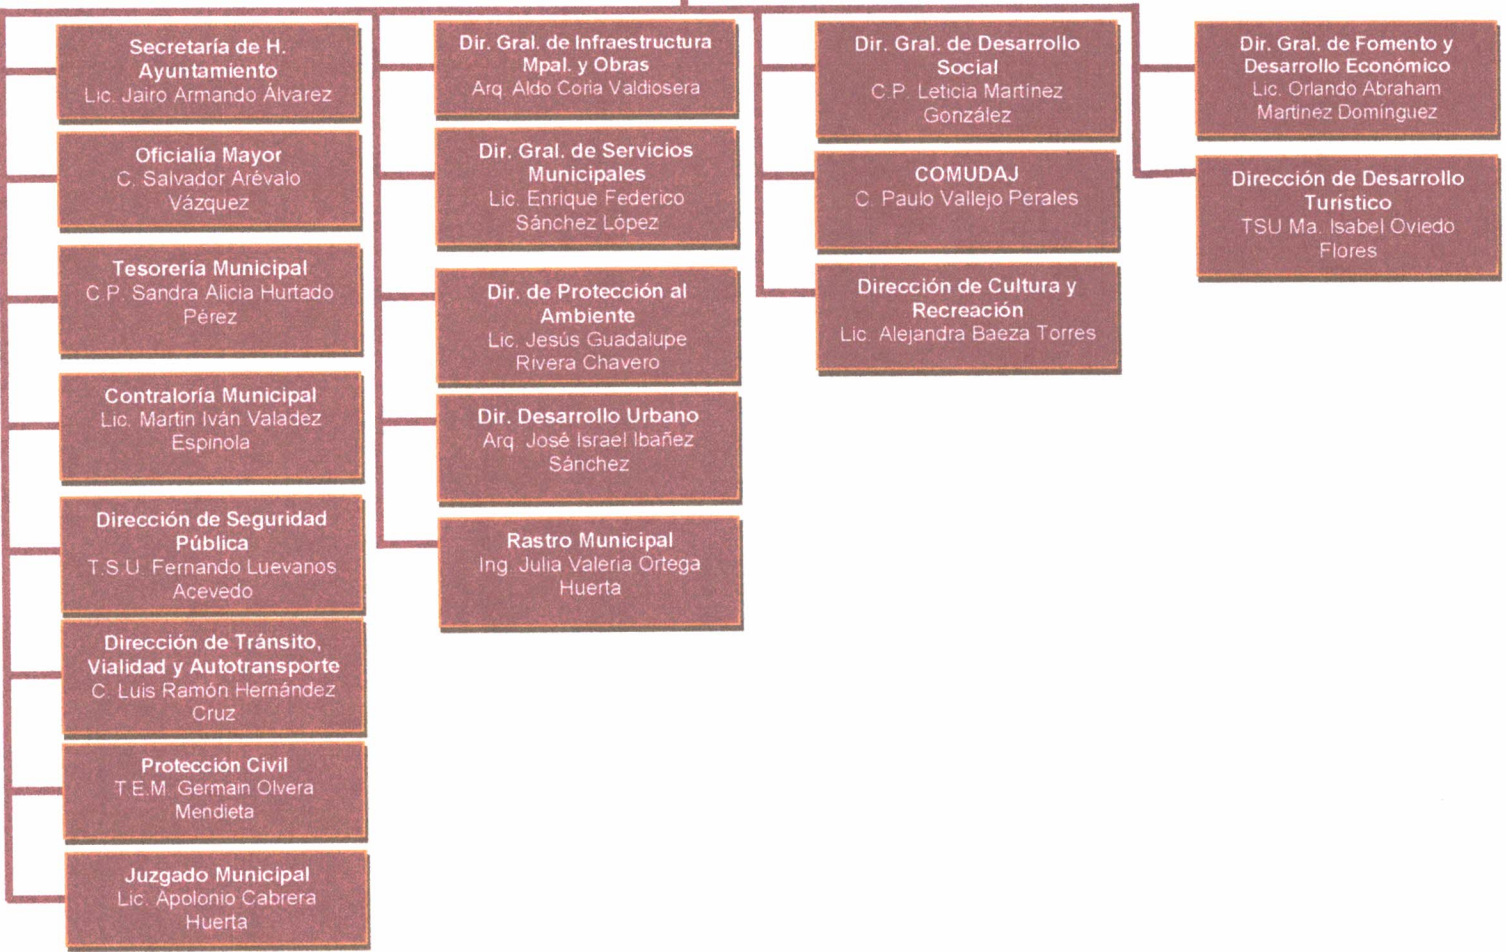 Secretaría de H.
Ayuntamiento
Lic. Jairo Armando Álvarez
Oficialía Mayor
C. Salvador Arévalo
Vázquez
Tesorería Municipal
C.P. Sandra Alicia Hurtado
Pérez
Contraloría Municipal
Lic. Martin Iván Valadez
Espinola
Dirección de Seguridad
Pública
T.S.U. Fernando Luevanos
Acevedo
Dirección de Tránsito,
Vialidad y Autotransporte
C. Luis Ramón Hernández
Cruz
Protección Civil
T.E.M. Germain Olvera
Mendieta
Juzgado Municipal
Lic. Apolonio Cabrera
Huerta
Dir. Gral. de Infraestructura
Mpal. y Obras
Arq. Aldo Coria Valdiosera
Dir. Gral. de Servicios
Municipales
Lic. Enrique Federico
Sánchez López
Dir. de Protección al
Ambiente
Lic. Jesús Guadalupe
Rivera Chavero
Dir. Desarrollo Urbano
Arq. José Israel Ibañez
Sánchez
Rastro Municipal
Ing. Julia Valeria Ortega
Huerta
Dir. Gral. de Desarrollo
Social
C.P. Leticia Martínez
González
COMUDAJ
C. Paulo Vallejo Perales
Dirección de Cultura y
Recreación
Lic. Alejandra Baeza Torres
Dir. Gral. de Fomento y
Desarrollo Económico
Lic. Orlando Abraham
Martínez Domínguez
Dirección de Desarrollo
Turístico
TSU Ma. Isabel Oviedo
Flores